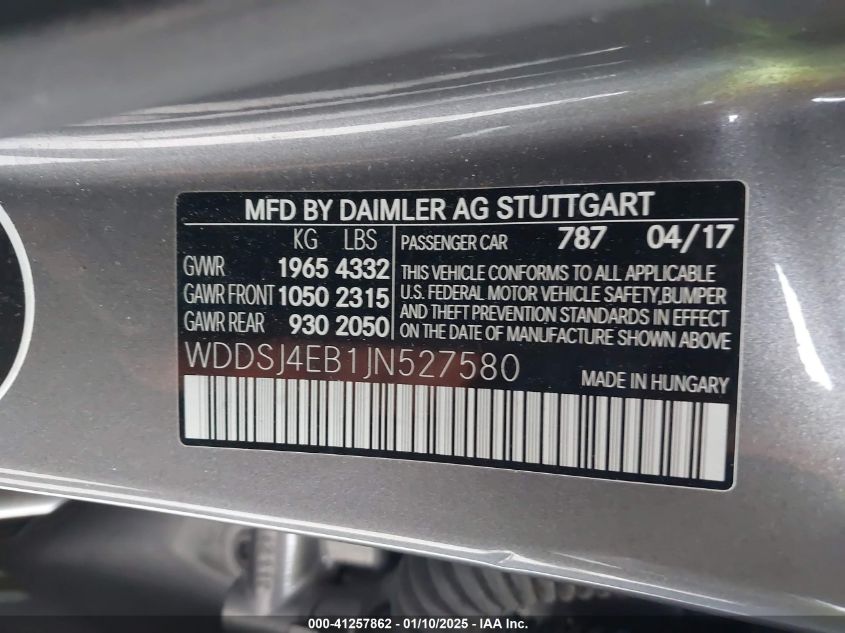 MFD BY DAIMLER AG STUTTGART
KG LBS
GVWR 1965 4332
GAWR FRONT 1050 2315
GAWR REAR 930 2050
PASSENGER CAR 787 04/17
THIS VEHICLE CONFORMS TO ALL APPLICABLE
U.S. FEDERAL MOTOR VEHICLE SAFETY,BUMPER
AND THEFT PREVENTION STANDARDS IN EFFECT
ON THE DATE OF MANUFACTURE SHOWN ABOVE
WDDSJ4EB1JN527580
MADE IN HUNGARY
000-41257862 - 01/10/2025 - IAA Inc.